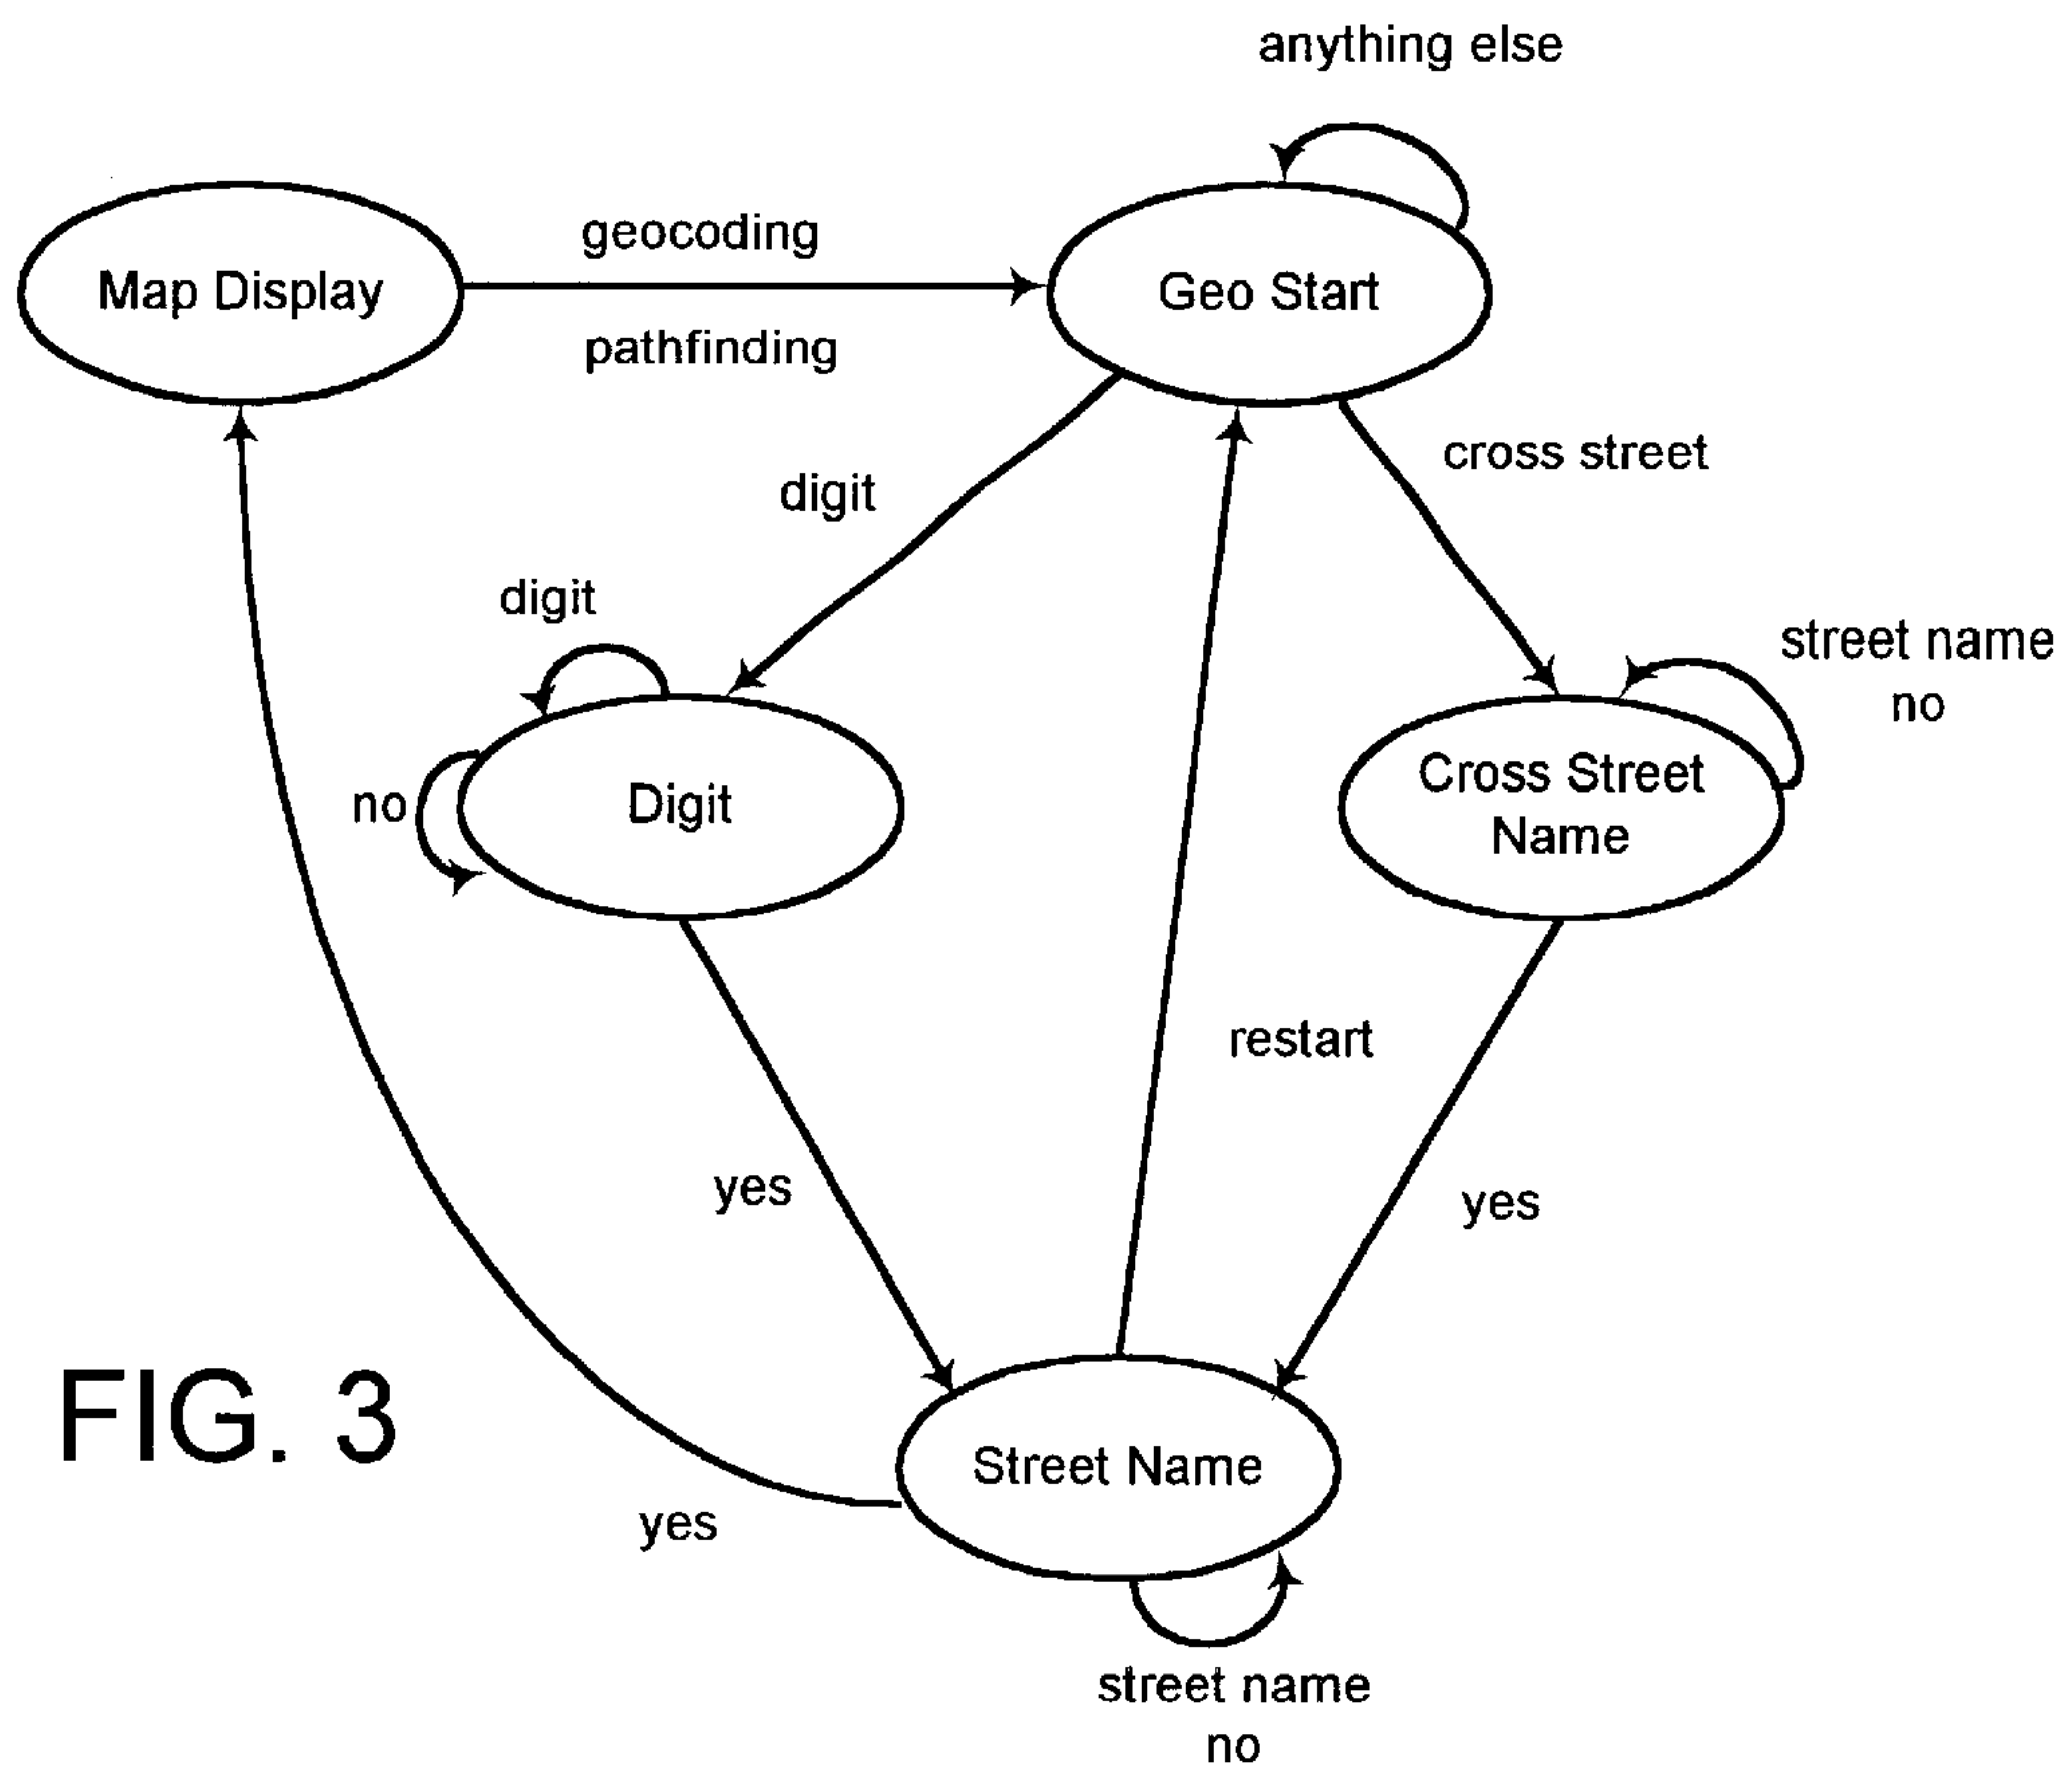 anything else
geocoding
Map Display
Geo Start
pathfinding
cross street
digit
digit
street name
no
Cross Street
Name
no
Digit
restart
yes
yes
FIG. 3
Street Name
yes
street name
no